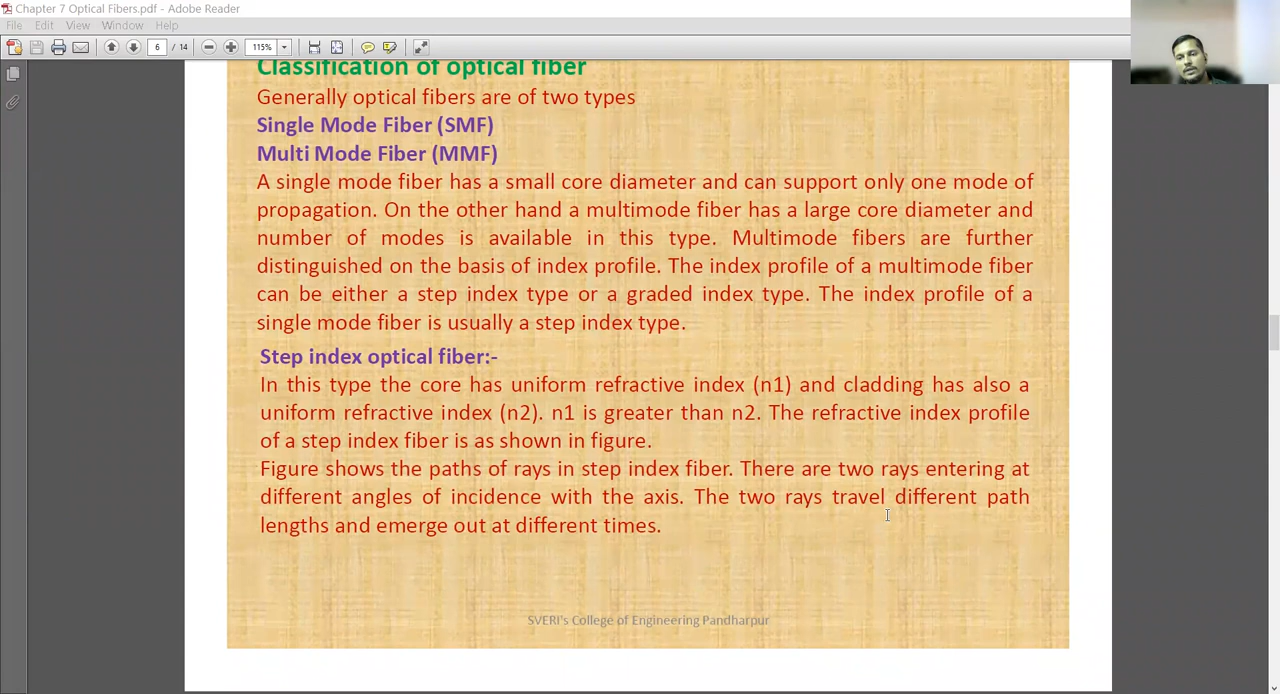 Chapter 7 Optical Fibers.pdf - Adobe Reader
File Edit View Window Help
6 / 14 115%
Classification of optical fiber
Generally optical fibers are of two types
Single Mode Fiber (SMF)
Multi Mode Fiber (MMF)
A single mode fiber has a small core diameter and can support only one mode of
propagation. On the other hand a multimode fiber has a large core diameter and
number of modes is available in this type. Multimode fibers are further
distinguished on the basis of index profile. The index profile of a multimode fiber
can be either a step index type or a graded index type. The index profile of a
single mode fiber is usually a step index type.
Step index optical fiber:-
In this type the core has uniform refractive index (n1) and cladding has also a
uniform refractive index (n2). n1 is greater than n2. The refractive index profile
of a step index fiber is as shown in figure.
Figure shows the paths of rays in step index fiber. There are two rays entering at
different angles of incidence with the axis. The two rays travel different path
lengths and emerge out at different times.
SVERI's College of Engineering Pandharpur